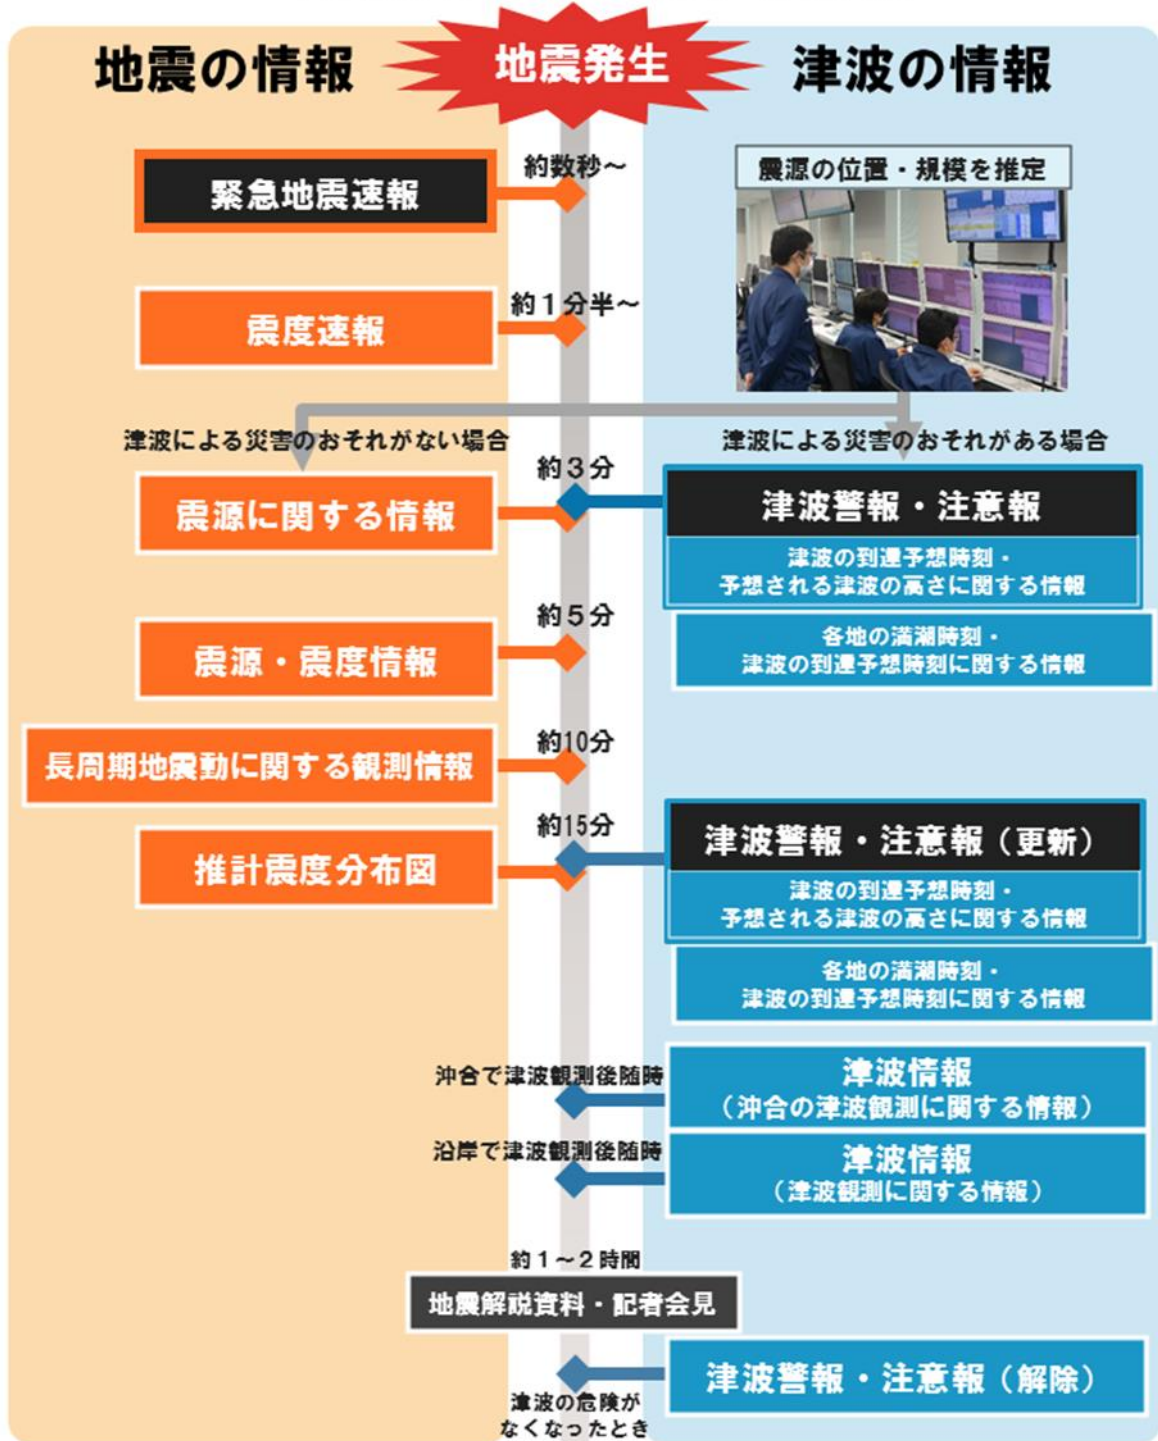 地震の情報
地震発生
津波の情報
約数秒～
緊急地震速報
震源の位置・規模を推定
約１分半～
震度速報
津波による災害のおそれがない場合
津波による災害のおそれがある場合
約３分
震源に関する情報
津波警報・注意報
津波の到達予想時刻・
予想される津波の高さに関する情報
各地の満潮時刻・
津波の到達予想時刻に関する情報
約５分
震源・震度情報
約10分
長周期地震動に関する観測情報
約15分
推計震度分布図
津波警報・注意報（更新）
津波の到達予想時刻・
予想される津波の高さに関する情報
各地の満潮時刻・
津波の到達予想時刻に関する情報
沖合で津波観測後随時
津波情報
（沖合の津波観測に関する情報）
沿岸で津波観測後随時
津波情報
（津波観測に関する情報）
約１～２時間
地震解説資料・記者会見
津波警報・注意報（解除）
津波の危険が
なくなったとき